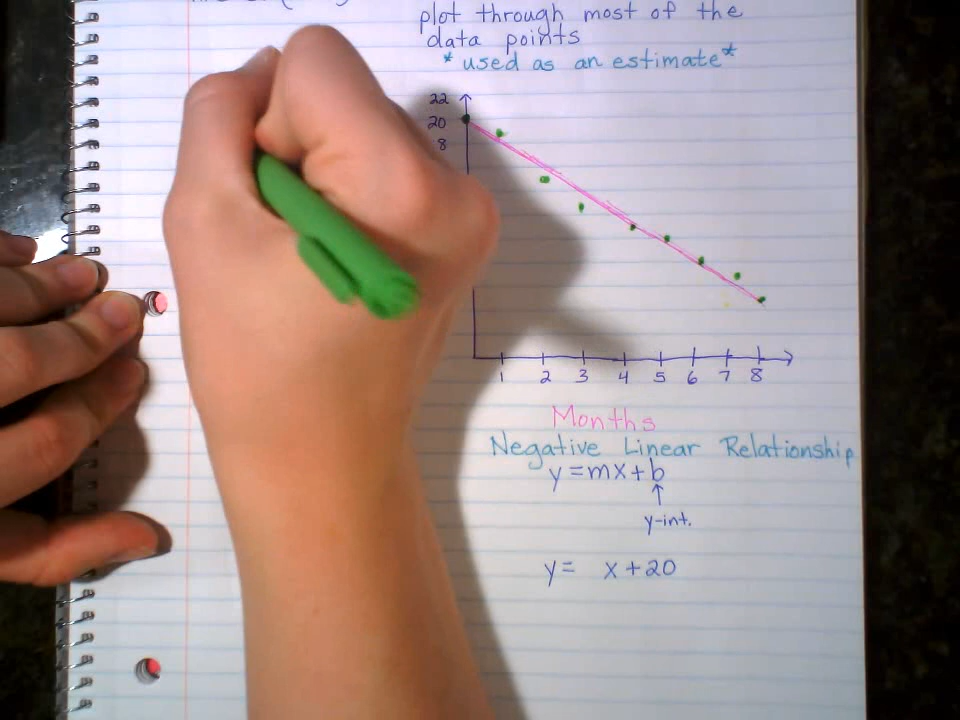 plot through most of the
data points
*used as an estimate*
22
20
8
1 2 3 4 5 6 7 8
Months
Negative Linear Relationship
y=mx+b
↑
y-int.
y= x+20